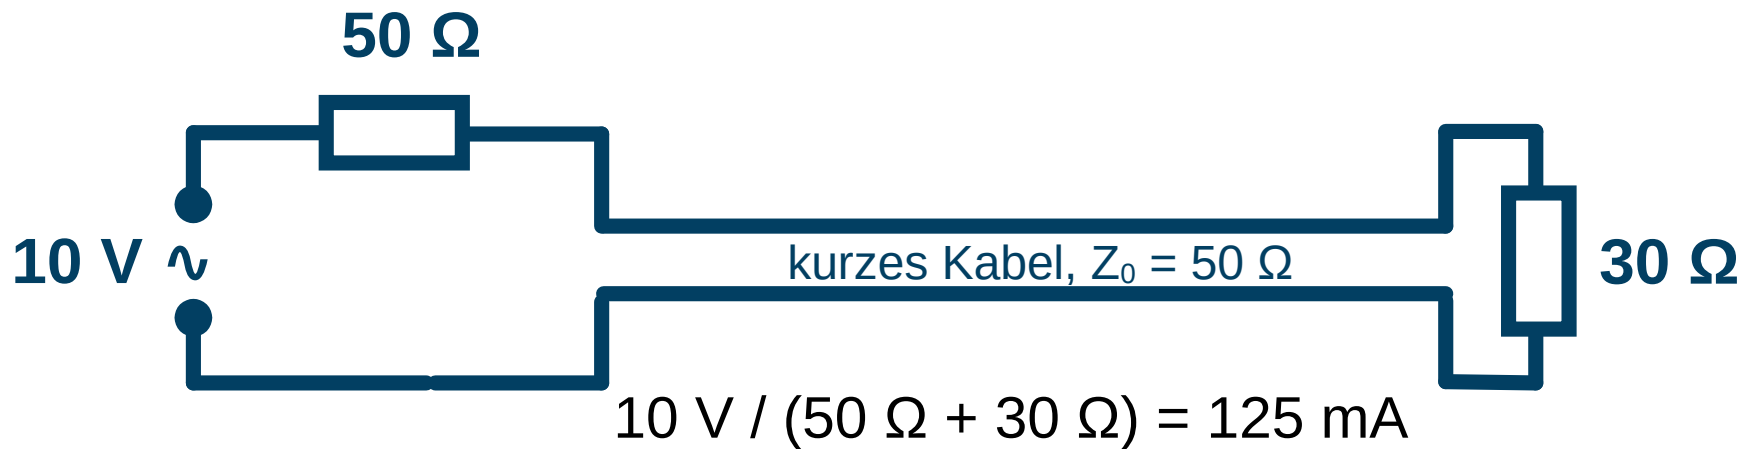 50 Ω
10 V ∿
kurzes Kabel, Z₀ = 50 Ω
30 Ω
10 V / (50 Ω + 30 Ω) = 125 mA